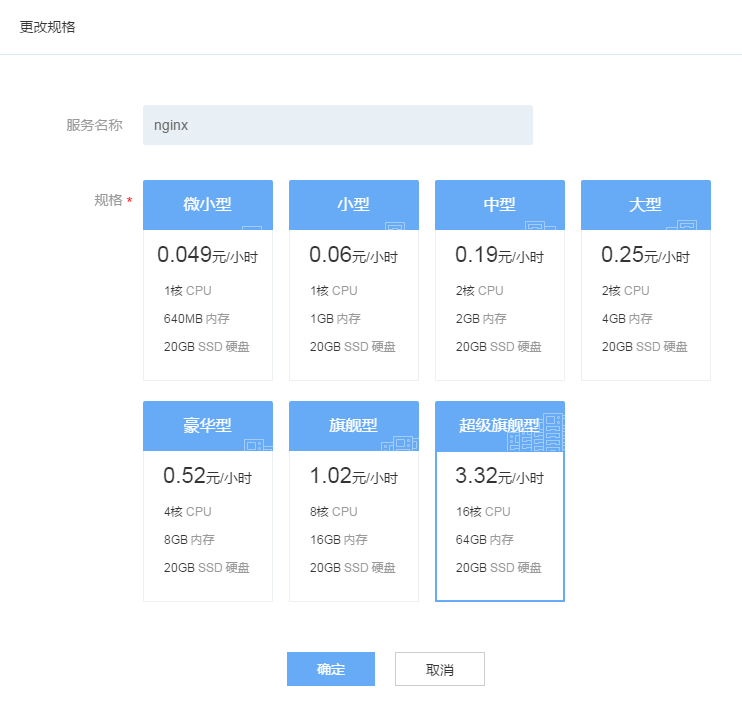 更改规格
服务名称 nginx
规格 *
微小型 小型 中型 大型
0.049元/小时 0.06元/小时 0.19元/小时 0.25元/小时
1核 CPU 1核 CPU 2核 CPU 2核 CPU
640MB 内存 1GB 内存 2GB 内存 4GB 内存
20GB SSD 硬盘 20GB SSD 硬盘 20GB SSD 硬盘 20GB SSD 硬盘
豪华型 旗舰型 超级旗舰型
0.52元/小时 1.02元/小时 3.32元/小时
4核 CPU 8核 CPU 16核 CPU
8GB 内存 16GB 内存 64GB 内存
20GB SSD 硬盘 20GB SSD 硬盘 20GB SSD 硬盘
确定 取消